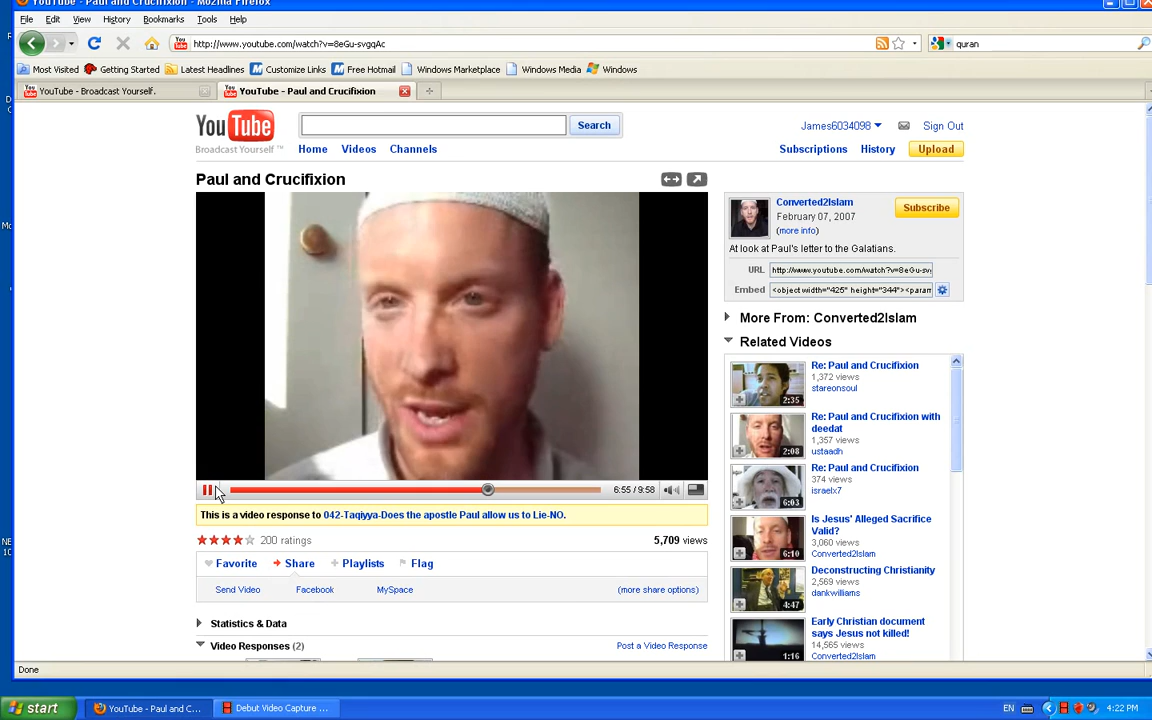 YouTube - Paul and Crucifixion - Mozilla Firefox
File Edit View History Bookmarks Tools Help
http://www.youtube.com/watch?v=8eGu-svgqAc
quran
Most Visited Getting Started Latest Headlines Customize Links Free Hotmail Windows Marketplace Windows Media Windows
YouTube - Broadcast Yourself.
YouTube - Paul and Crucifixion
You Tube
Broadcast Yourself ™
Search
James6034098
Sign Out
Home Videos Channels
Subscriptions History Upload
Paul and Crucifixion
Converted2Islam
February 07, 2007
(more info)
Subscribe
At look at Paul's letter to the Galatians.
URL http://www.youtube.com/watch?v=8eGu-sv
Embed <object width="425" height="344"><param
More From: Converted2Islam
Related Videos
Re: Paul and Crucifixion
1,372 views
stareonsoul
2:35
Re: Paul and Crucifixion with
deedat
1,357 views
ustaadh
2:08
Re: Paul and Crucifixion
374 views
israelx7
6:03
Is Jesus' Alleged Sacrifice
Valid?
3,060 views
Converted2Islam
6:10
Deconstructing Christianity
2,569 views
dankwilliams
4:47
Early Christian document
says Jesus not killed!
14,565 views
Converted2Islam
1:16
6:55 / 9:58
This is a video response to 042-Taqiyya-Does the apostle Paul allow us to Lie-NO.
200 ratings
5,709 views
Favorite Share Playlists Flag
Send Video Facebook MySpace (more share options)
Statistics & Data
Video Responses (2)
Post a Video Response
Done
start
YouTube - Paul and C...
Debut Video Capture ...
EN
4:22 PM